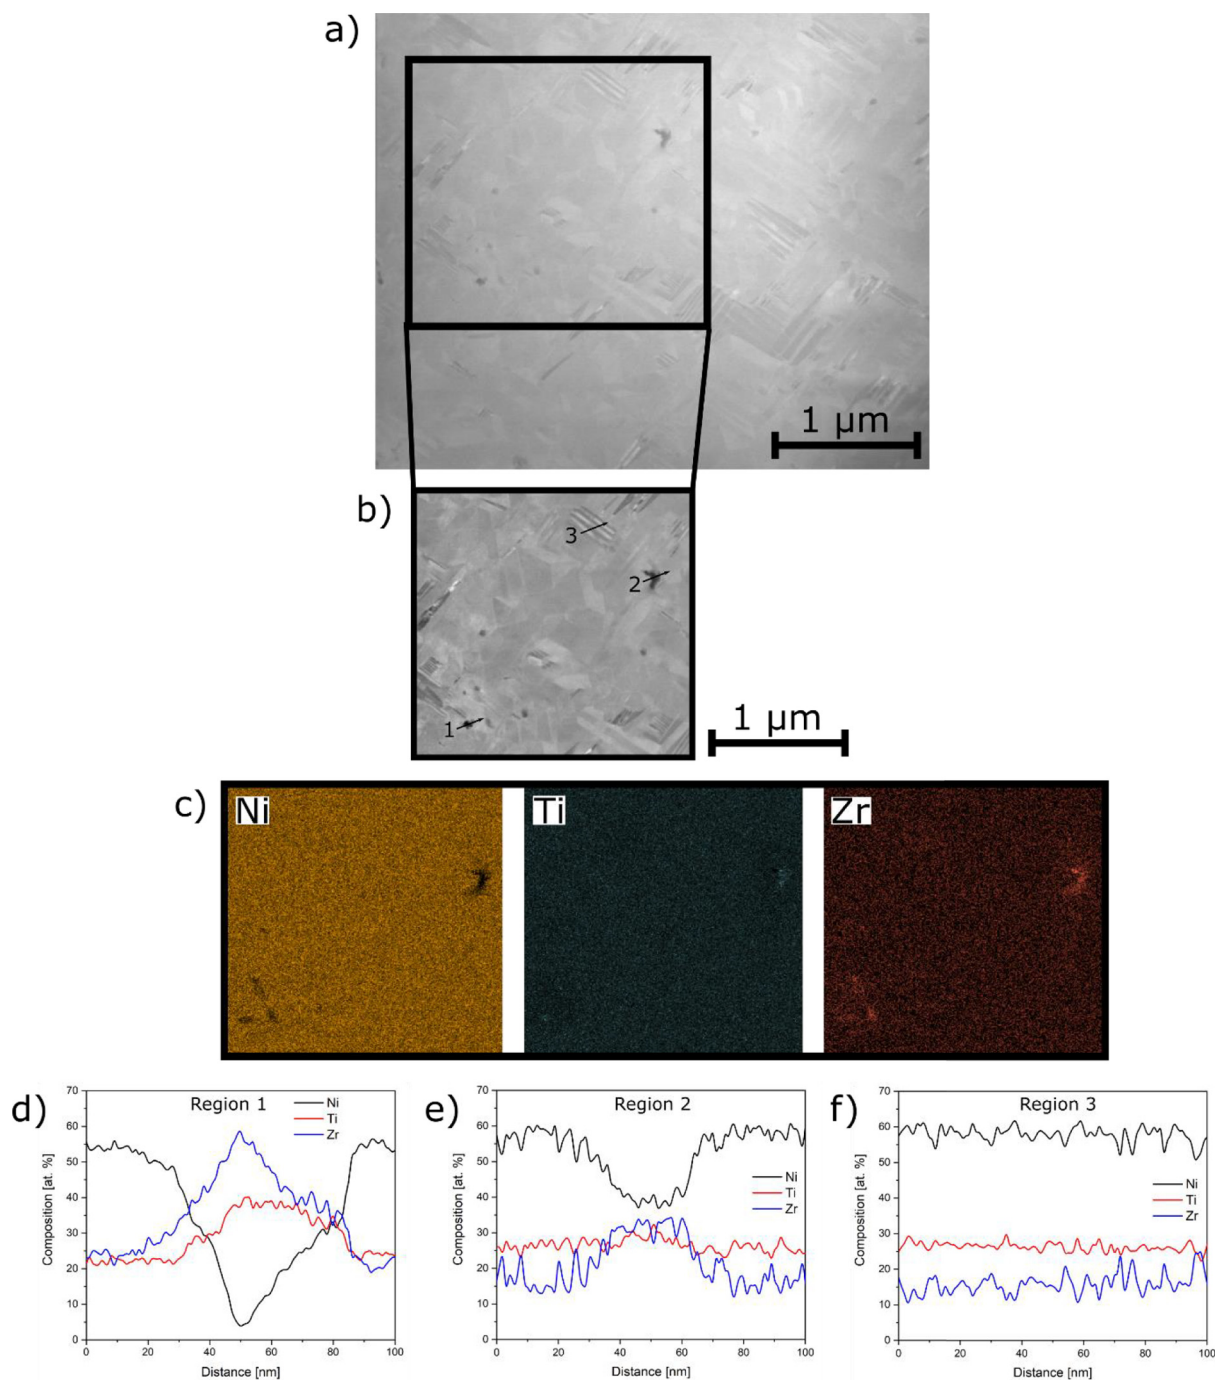 a)
1 µm
b)
3
2
1
1 µm
c)
Ni
Ti
Zr
d)
Region 1
Ni
Ti
Zr
Composition [at. %]
70
60
50
40
30
20
10
0
0 20 40 60 80 100
Distance [nm]
e)
Region 2
Ni
Ti
Zr
Composition [at. %]
70
60
50
40
30
20
10
0
0 20 40 60 80 100
Distance [nm]
f)
Region 3
Ni
Ti
Zr
Composition [at. %]
70
60
50
40
30
20
10
0
0 20 40 60 80 100
Distance [nm]